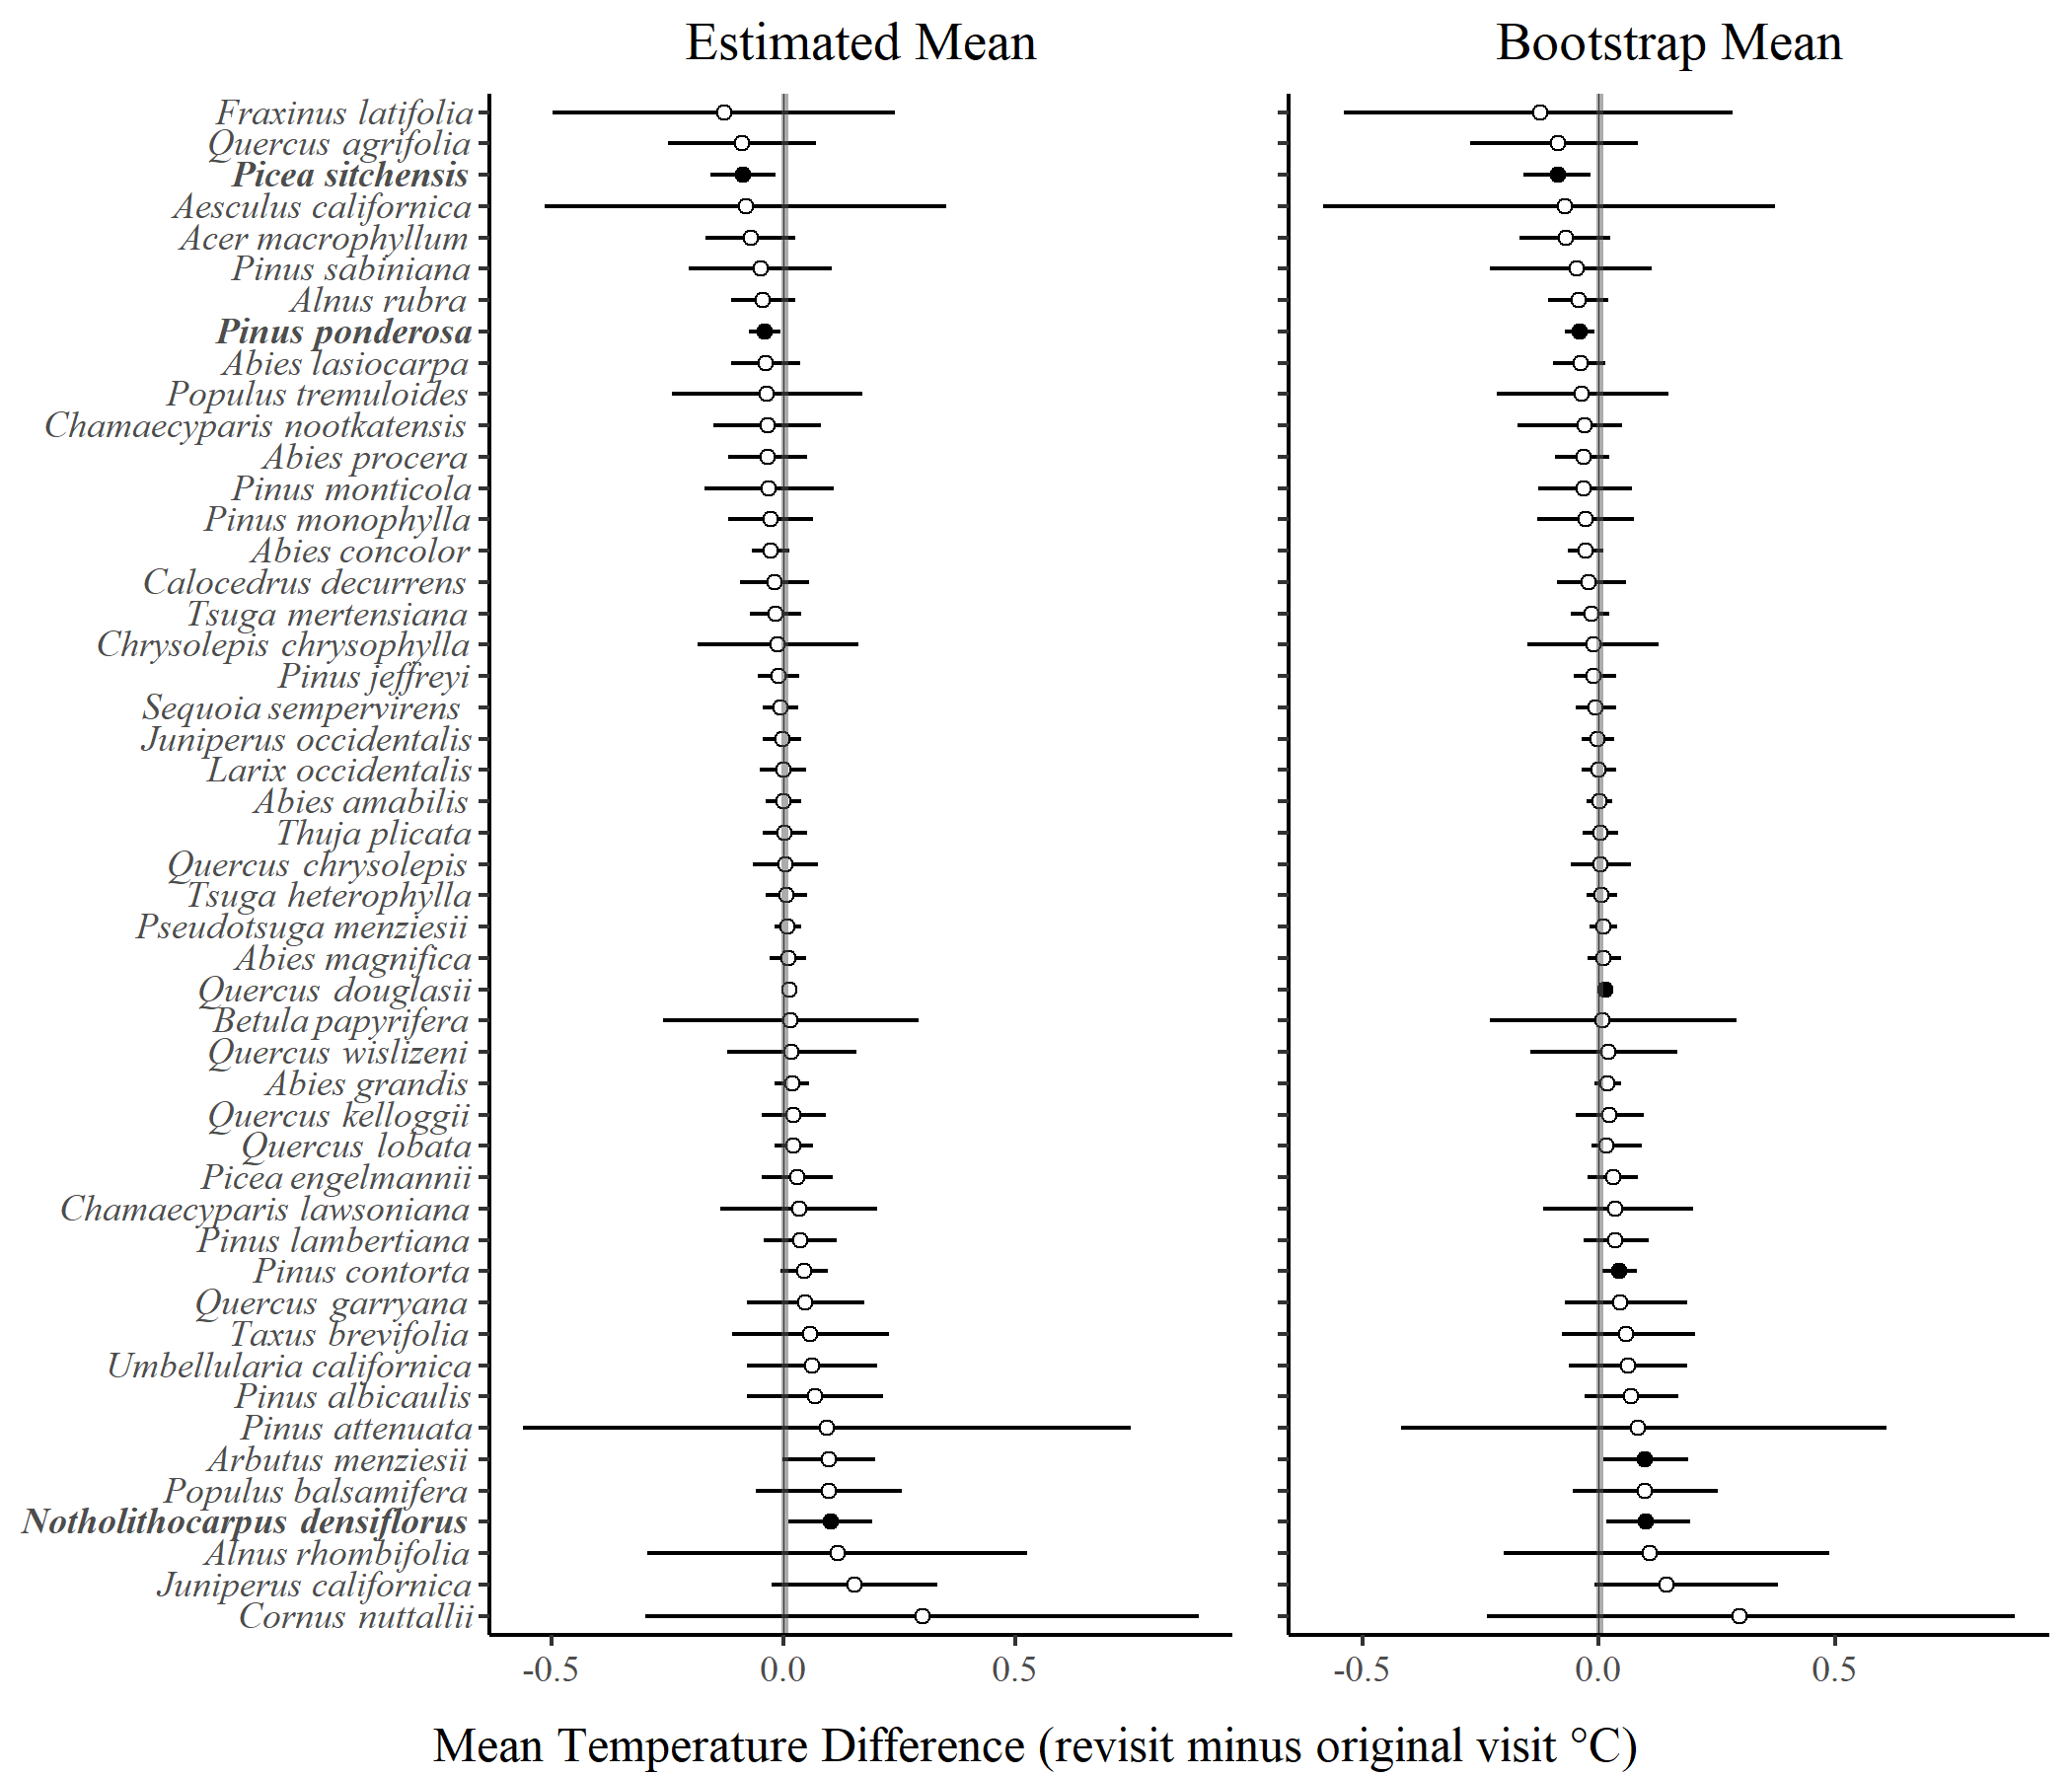 Estimated Mean
Bootstrap Mean
Fraxinus latifolia
Quercus agrifolia
Picea sitchensis
Aesculus californica
Acer macrophyllum
Pinus sabiniana
Alnus rubra
Pinus ponderosa
Abies lasiocarpa
Populus tremuloides
Chamaecyparis nootkatensis
Abies procera
Pinus monticola
Pinus monophylla
Abies concolor
Calocedrus decurrens
Tsuga mertensiana
Chrysolepis chrysophylla
Pinus jeffreyi
Sequoia sempervirens
Juniperus occidentalis
Larix occidentalis
Abies amabilis
Thuja plicata
Quercus chrysolepis
Tsuga heterophylla
Pseudotsuga menziesii
Abies magnifica
Quercus douglasii
Betula papyrifera
Quercus wislizeni
Abies grandis
Quercus kelloggii
Quercus lobata
Picea engelmannii
Chamaecyparis lawsoniana
Pinus lambertiana
Pinus contorta
Quercus garryana
Taxus brevifolia
Umbellularia californica
Pinus albicaulis
Pinus attenuata
Arbutus menziesii
Populus balsamifera
Notholithocarpus densiflorus
Alnus rhombifolia
Juniperus californica
Cornus nuttallii
-0.5 0.0 0.5
-0.5 0.0 0.5
Mean Temperature Difference (revisit minus original visit °C)